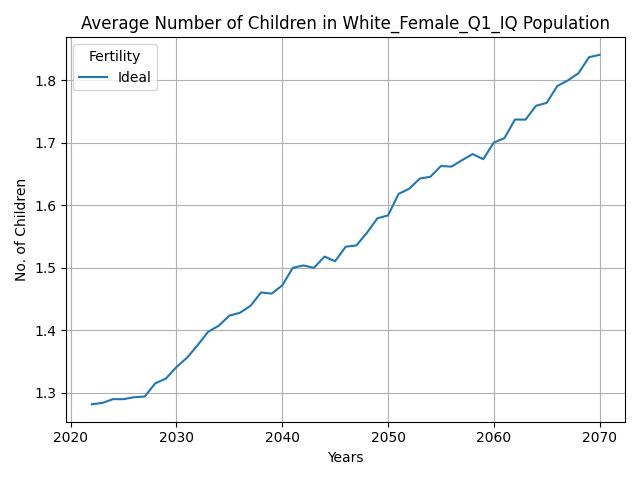 Average Number of Children in White_Female_Q1_IQ Population
Fertility
Ideal
No. of Children
1.8
1.7
1.6
1.5
1.4
1.3
2020 2030 2040 2050 2060 2070
Years